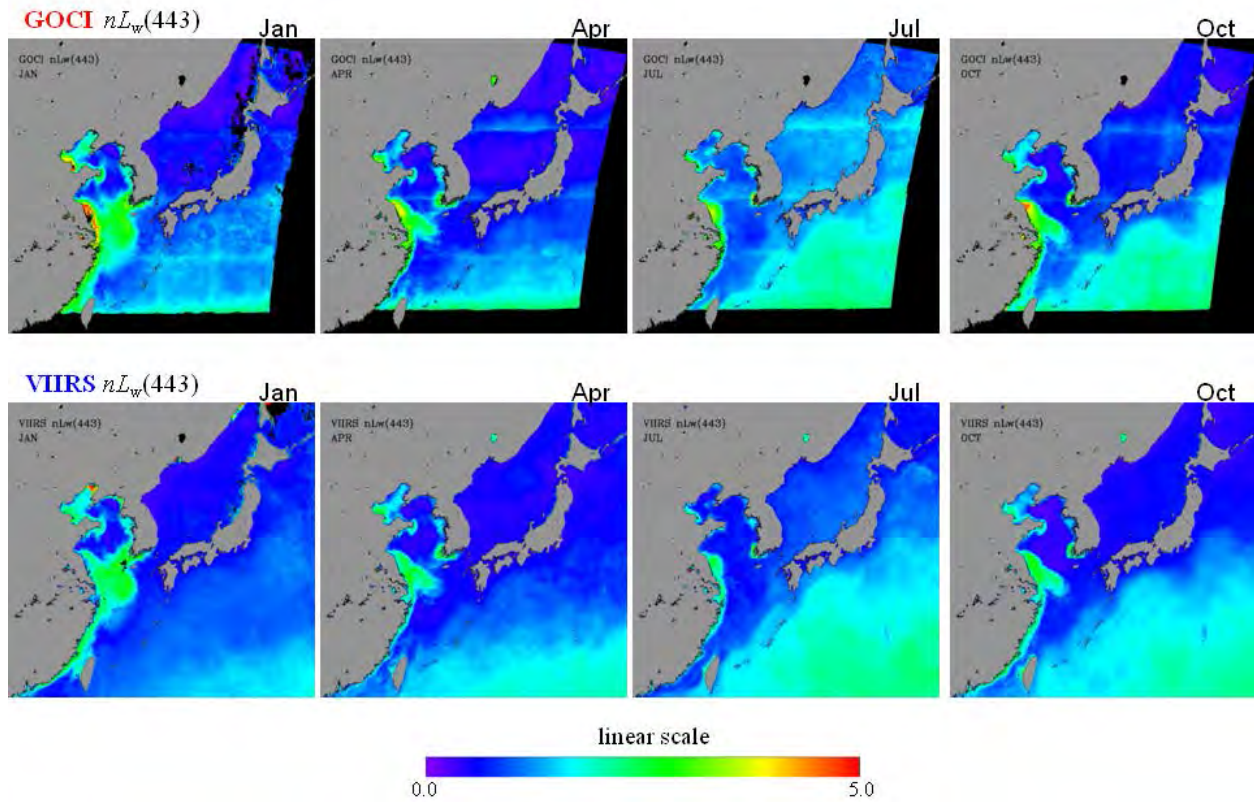 GOCI nLw(443)
Jan
Apr
Jul
Oct
GOCI nLw(443)
JAN
GOCI nLw(443)
APR
GOCI nLw(443)
JUL
GOCI nLw(443)
OCT
VIIRS nLw(443)
Jan
Apr
Jul
Oct
VIIRS nLw(443)
JAN
VIIRS nLw(443)
APR
VIIRS nLw(443)
JUL
VIIRS nLw(443)
OCT
linear scale
0.0 5.0